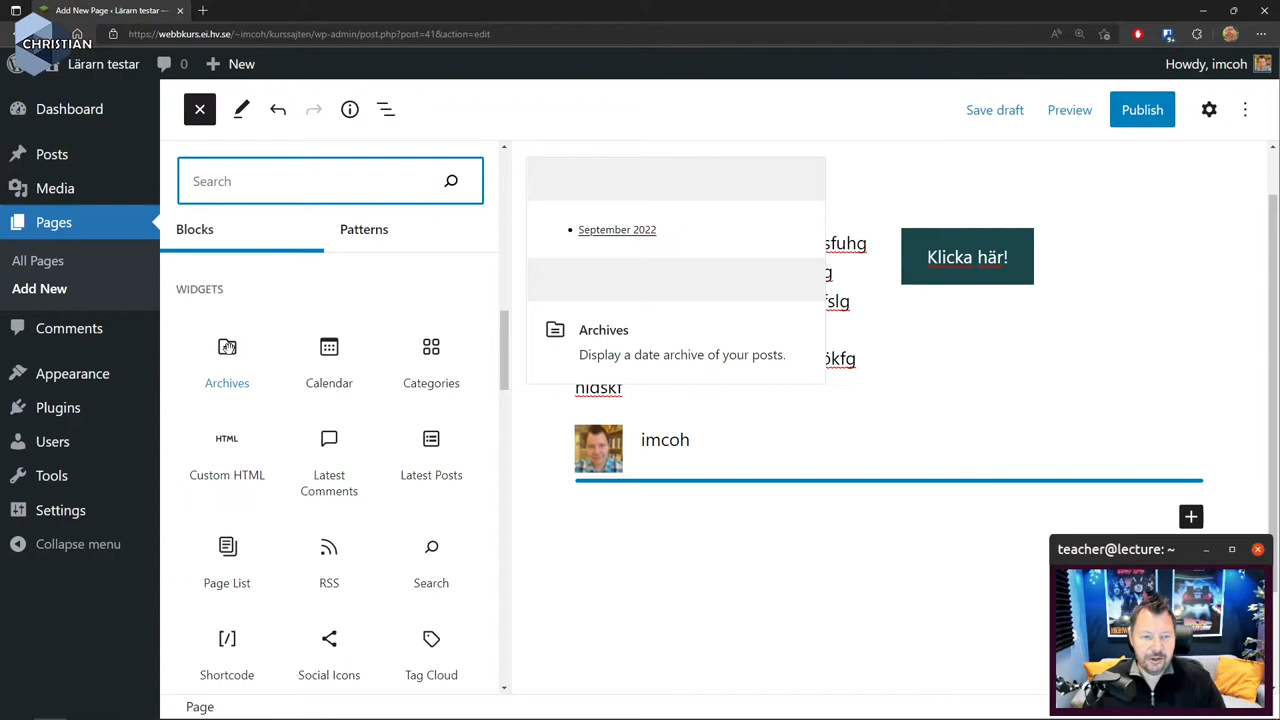 Add New Page ‹ Lärarn testar —
https://webbkurs.ei.hv.se/~imcoh/kurssajten/wp-admin/post.php?post=41&action=edit
CHRISTIAN
Lärarn testar
0
New
Howdy, imcoh
Dashboard
Posts
Media
Pages
All Pages
Add New
Comments
Appearance
Plugins
Users
Tools
Settings
Collapse menu
Save draft
Preview
Publish
Search
Blocks
Patterns
WIDGETS
Archives
Calendar
Categories
HTML
Custom HTML
Latest
Comments
Latest Posts
Page List
RSS
Search
[/]
Shortcode
Social Icons
Tag Cloud
September 2022
Archives
Display a date archive of your posts.
sfuhg
g
fslg
ökfg
nldskf
Klicka här!
imcoh
teacher@lecture: ~
Page